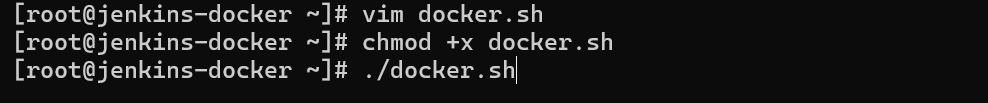 [root@jenkins-docker ~]# vim docker.sh
[root@jenkins-docker ~]# chmod +x docker.sh
[root@jenkins-docker ~]# ./docker.sh